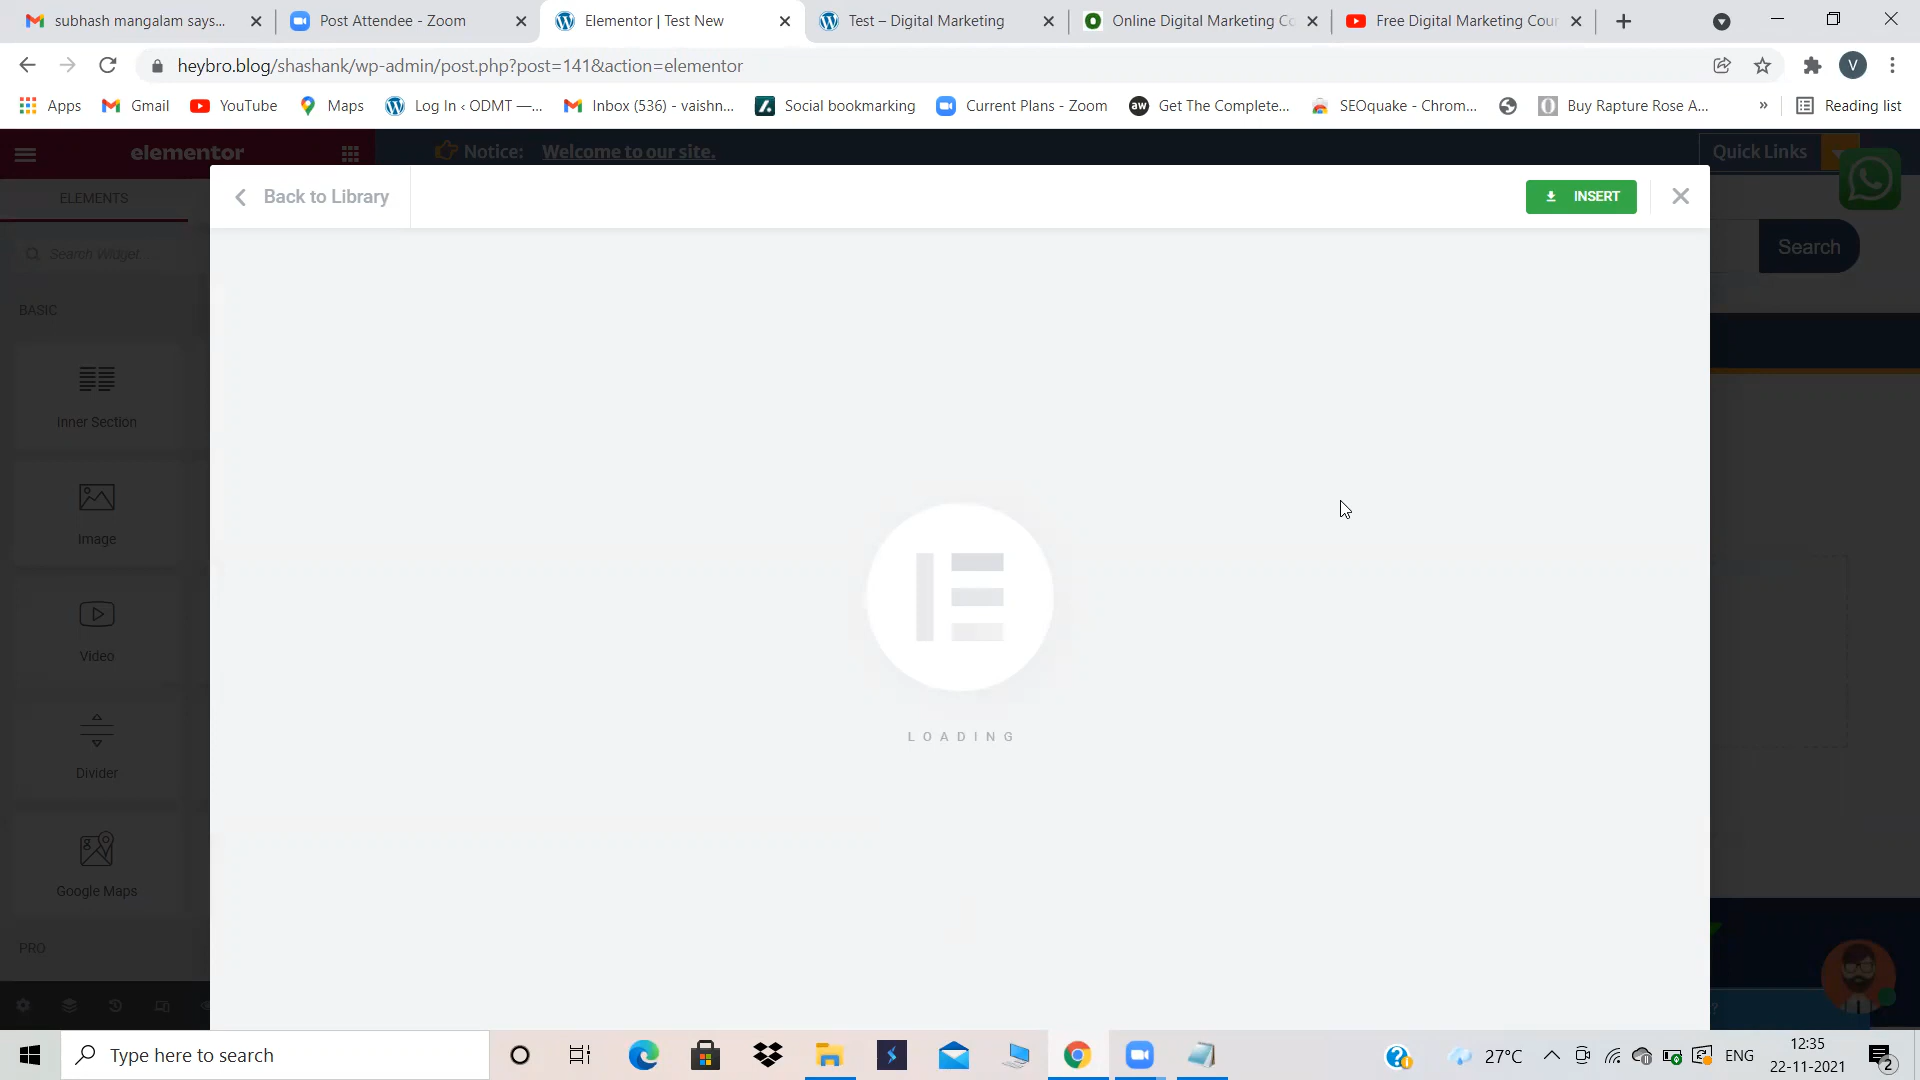 subhash mangalam says...
Post Attendee - Zoom
Elementor | Test New
Test – Digital Marketing
Online Digital Marketing Co
Free Digital Marketing Cour
heybro.blog/shashank/wp-admin/post.php?post=141&action=elementor
V
Apps
Gmail
YouTube
Maps
Log In ‹ ODMT —...
Inbox (536) - vaishn...
Social bookmarking
Current Plans - Zoom
aw
Get The Complete...
SEOquake - Chrom...
Buy Rapture Rose A...
»
Reading list
elementor
Notice:
Welcome to our site.
Quick Links
ELEMENTS
Back to Library
INSERT
Search Widget...
Search
BASIC
Inner Section
Image
Video
LOADING
Divider
Google Maps
PRO
?
Type here to search
27°C
ENG
12:35
22-11-2021
2